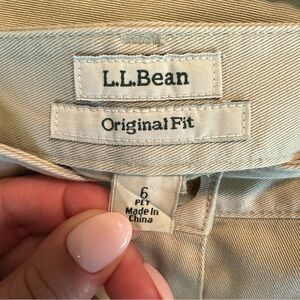 L.L.Bean
Original Fit
6
PET
Made In
China